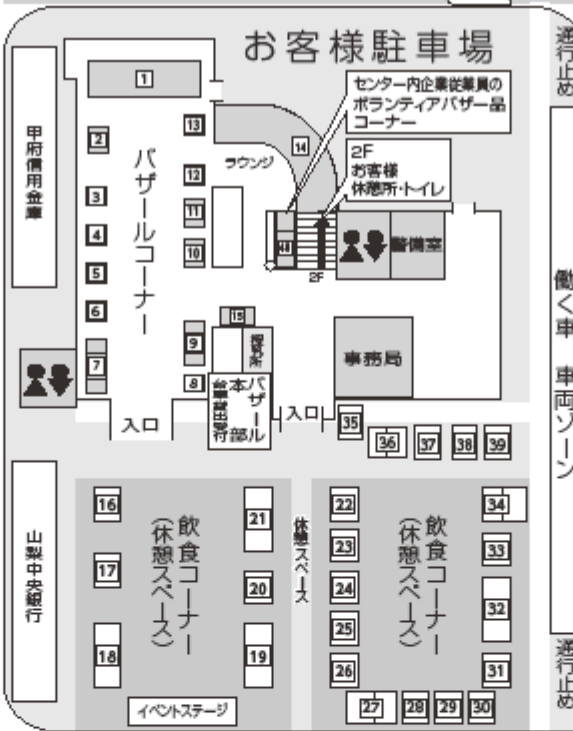 お客様駐車場
通行止め
甲府信用金庫
バザールコーナー
ラウンジ
センター内企業従業員の
ボランティアバザー品
コーナー
2F
お客様
休憩所・トイレ
警備室
2F
事務局
働く車 車両ゾーン
バザール
本部
台車貸出受付
入口
入口
山梨中央銀行
飲食コーナー
(休憩スペース)
休憩スペース
飲食コーナー
(休憩スペース)
イベントステージ
通行止め
1
2
3
4
5
6
7
8
9
10
11
12
13
14
15
16
17
18
19
20
21
22
23
24
25
26
27
28
29
30
31
32
33
34
35
36
37
38
39